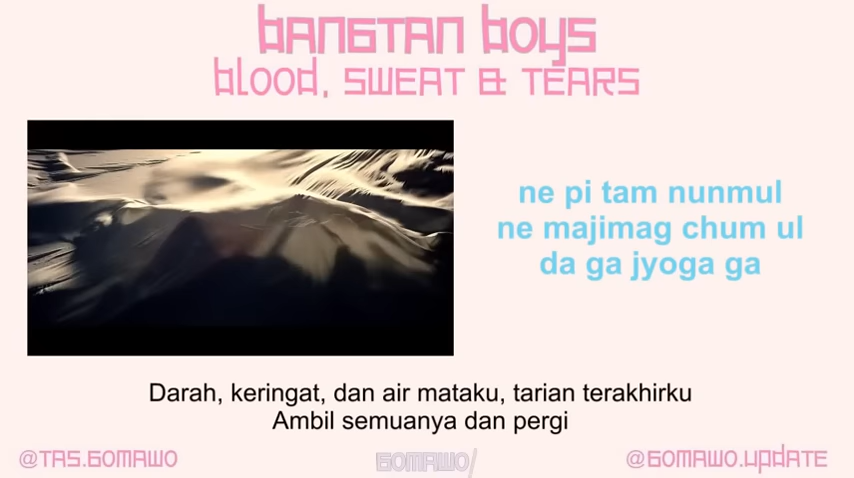 BANGTAN BOYS
BLOOD, SWEAT & TEARS
ne pi tam nunmul
ne majimag chum ul
da ga jyoga ga
Darah, keringat, dan air mataku, tarian terakhirku
Ambil semuanya dan pergi
@TAS.GOMAWO
GOMAWO/
@GOMAWO.UPDATE